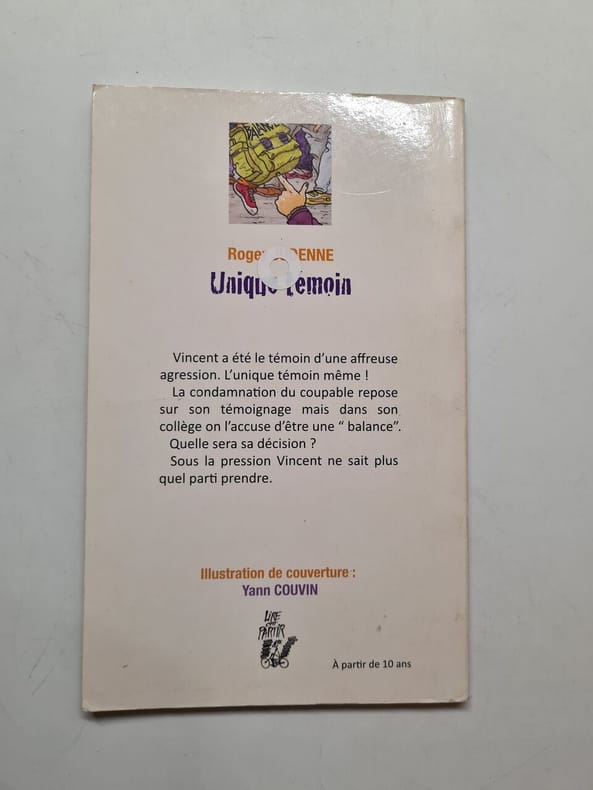 BALANCE
Roger
Unique témoin
Vincent a été le témoin d'une affreuse
agression. L'unique témoin même !
La condamnation du coupable repose
sur son témoignage mais dans son
collège on l'accuse d'être une “ balance”.
Quelle sera sa décision ?
Sous la pression Vincent ne sait plus
quel parti prendre.
Illustration de couverture :
Yann COUVIN
LIRE
C'EST
PARTIR
À partir de 10 ans